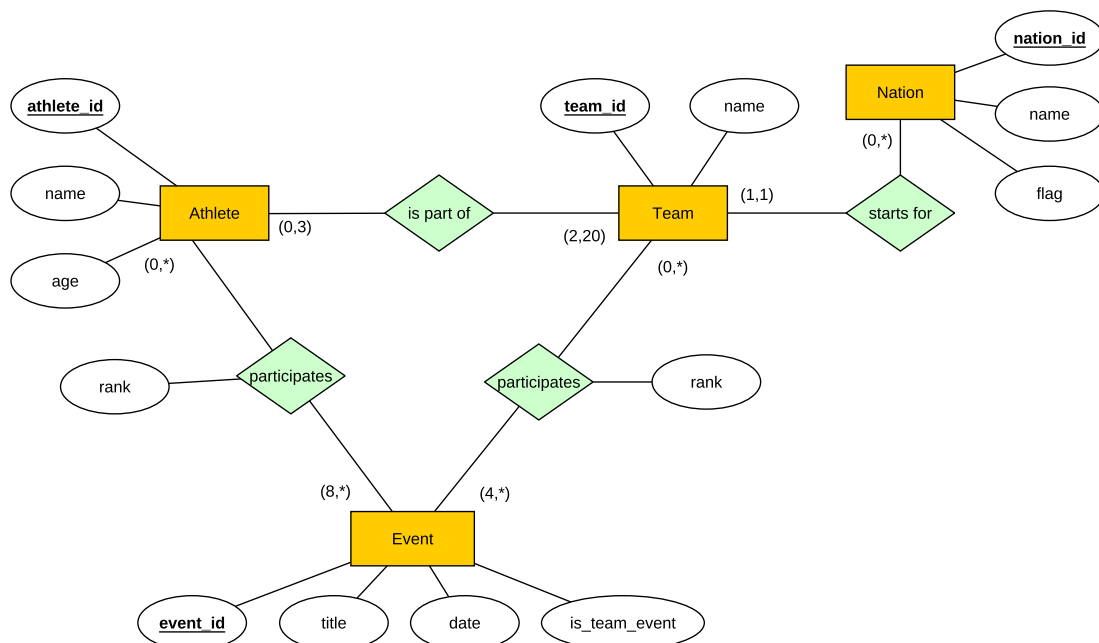 nation_id
Nation
athlete_id
team_id
name
name
(0,*)
name
flag
(1,1)
Athlete
is part of
Team
starts for
(0,3)
(2,20)
(0,*)
(0,*)
age
participates
participates
rank
rank
(8,*)
(4,*)
Event
event_id
title
date
is_team_event